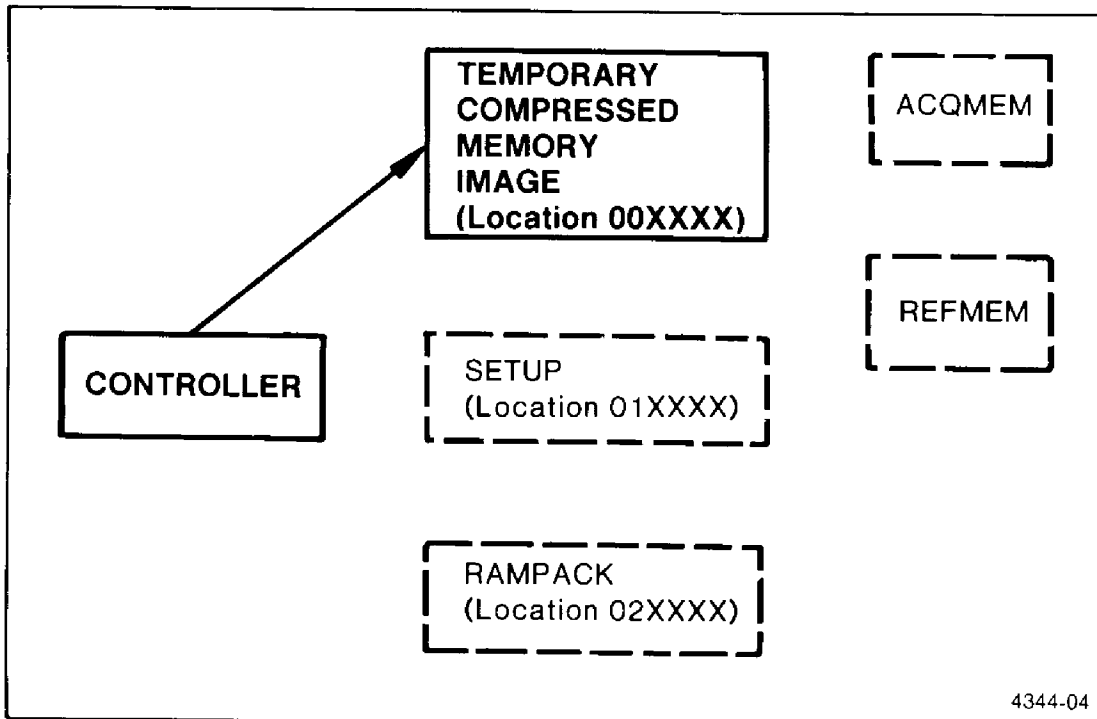 TEMPORARY
COMPRESSED
MEMORY
IMAGE
(Location 00XXXX)
ACQMEM
REFMEM
CONTROLLER
SETUP
(Location 01XXXX)
RAMPACK
(Location 02XXXX)
4344-04